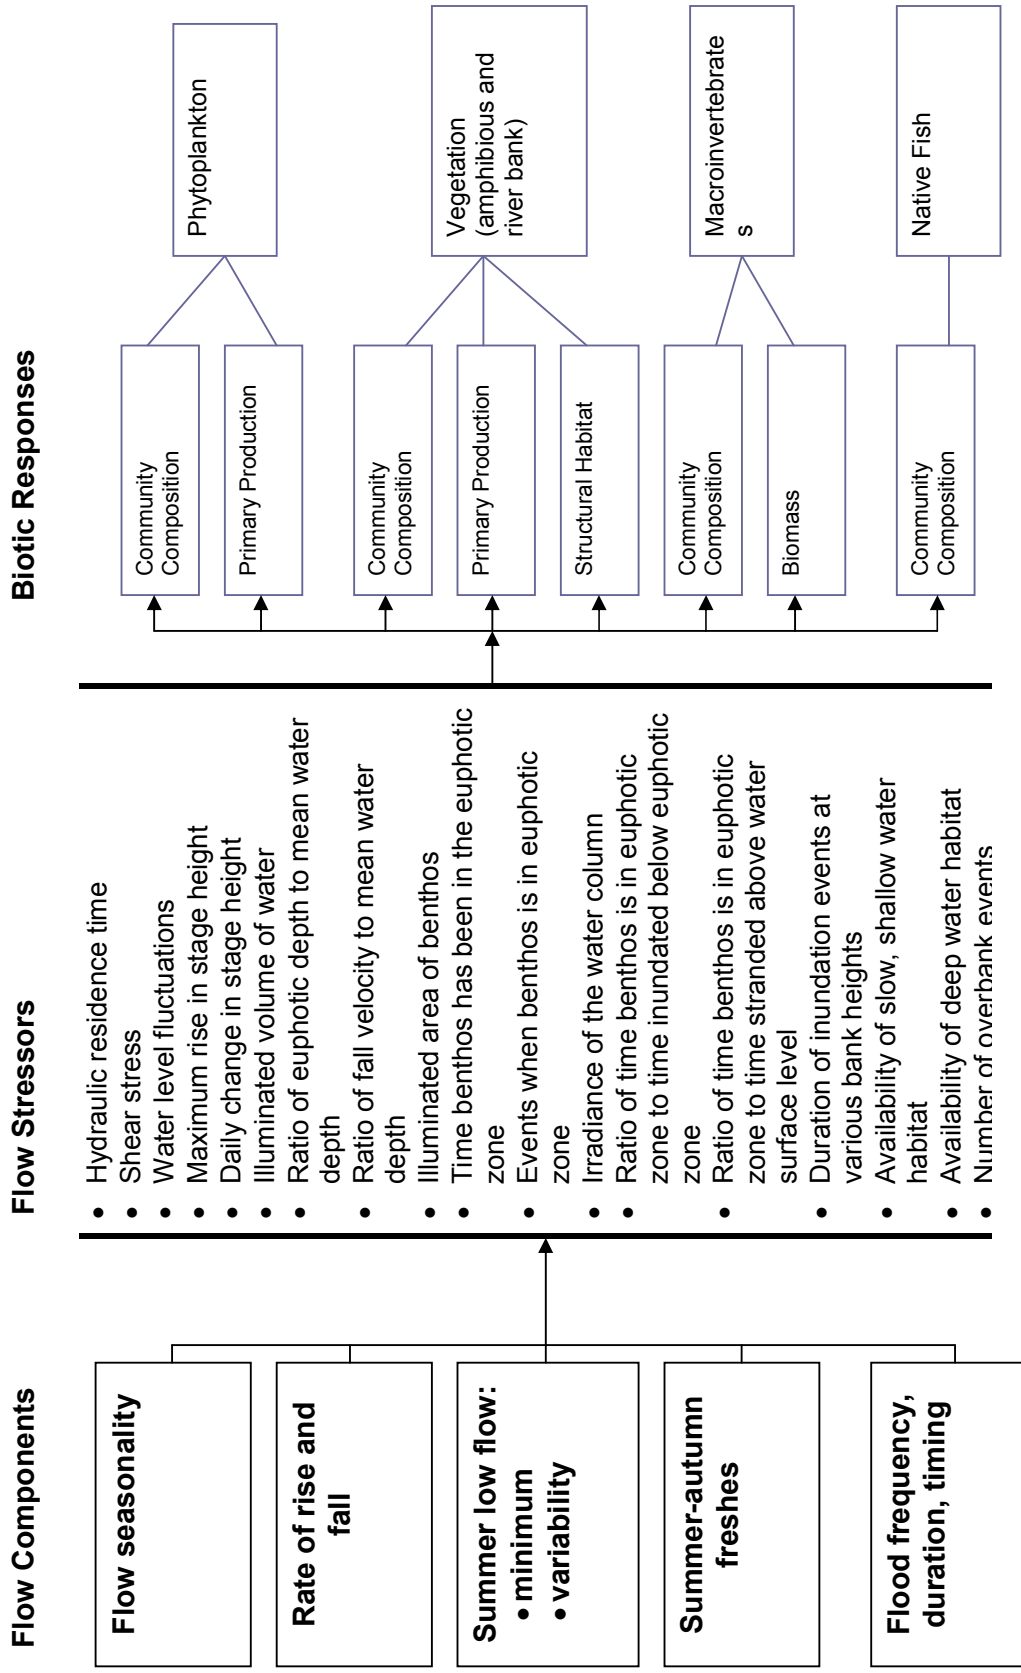 Flow Components
Flow seasonality
Rate of rise and
fall
Summer low flow:
• minimum
• variability
Summer-autumn
freshes
Flood frequency,
duration, timing
Flow Stressors
• Hydraulic residence time
• Shear stress
• Water level fluctuations
• Maximum rise in stage height
• Daily change in stage height
• Illuminated volume of water
• Ratio of euphotic depth to mean water
depth
• Ratio of fall velocity to mean water
depth
• Illuminated area of benthos
• Time benthos has been in the euphotic
zone
• Events when benthos is in euphotic
zone
• Irradiance of the water column
• Ratio of time benthos is in euphotic
zone to time inundated below euphotic
zone
• Ratio of time benthos is in euphotic
zone to time stranded above water
surface level
• Duration of inundation events at
various bank heights
• Availability of slow, shallow water
habitat
• Availability of deep water habitat
• Number of overbank events
Biotic Responses
Community
Composition
Primary Production
Phytoplankton
Community
Composition
Primary Production
Structural Habitat
Vegetation
(amphibious and
river bank)
Community
Composition
Biomass
Macroinvertebrate
s
Community
Composition
Native Fish